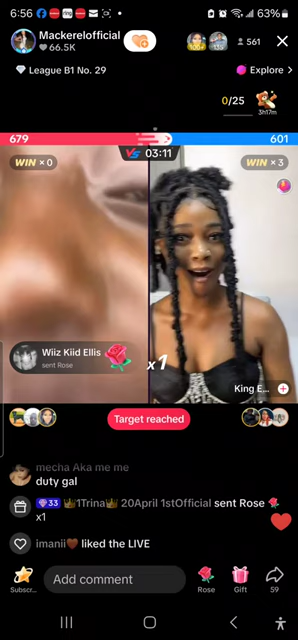 6:56
63%
Mackerelofficial
66.5K
561
League B1 No. 29
Explore >
0/25
3h17m
679
601
WIN × 0
VS 03:11
WIN × 3
Wiiz Kiid Ellis
sent Rose
x1
King E...
Target reached
mecha Aka me me
duty gal
33 1Trina 20April 1stOfficial sent Rose
x1
imanii liked the LIVE
Subscr...
Add comment
Rose
Gift
59